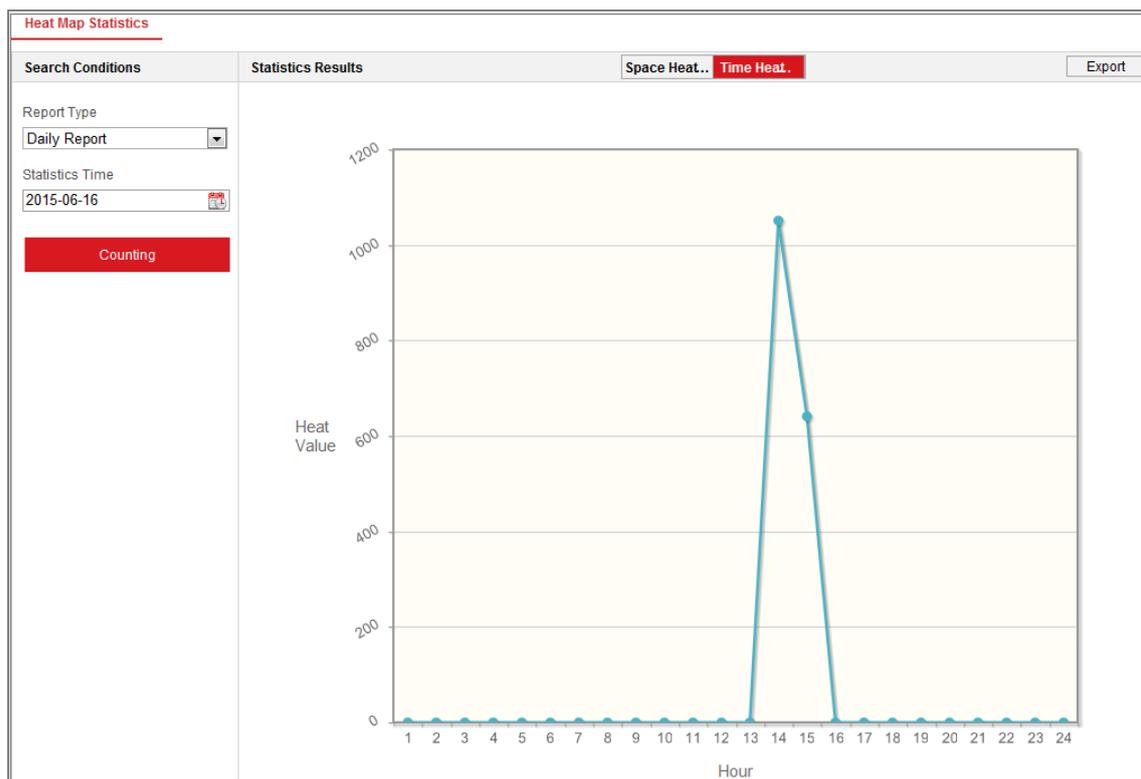 Heat Map Statistics
Search Conditions
Statistics Results
Space Heat...
Time Heat..
Export
Report Type
Daily Report
Statistics Time
2015-06-16
Counting
1200
1000
800
600
400
200
0
Heat
Value
1 2 3 4 5 6 7 8 9 10 11 12 13 14 15 16 17 18 19 20 21 22 23 24
Hour